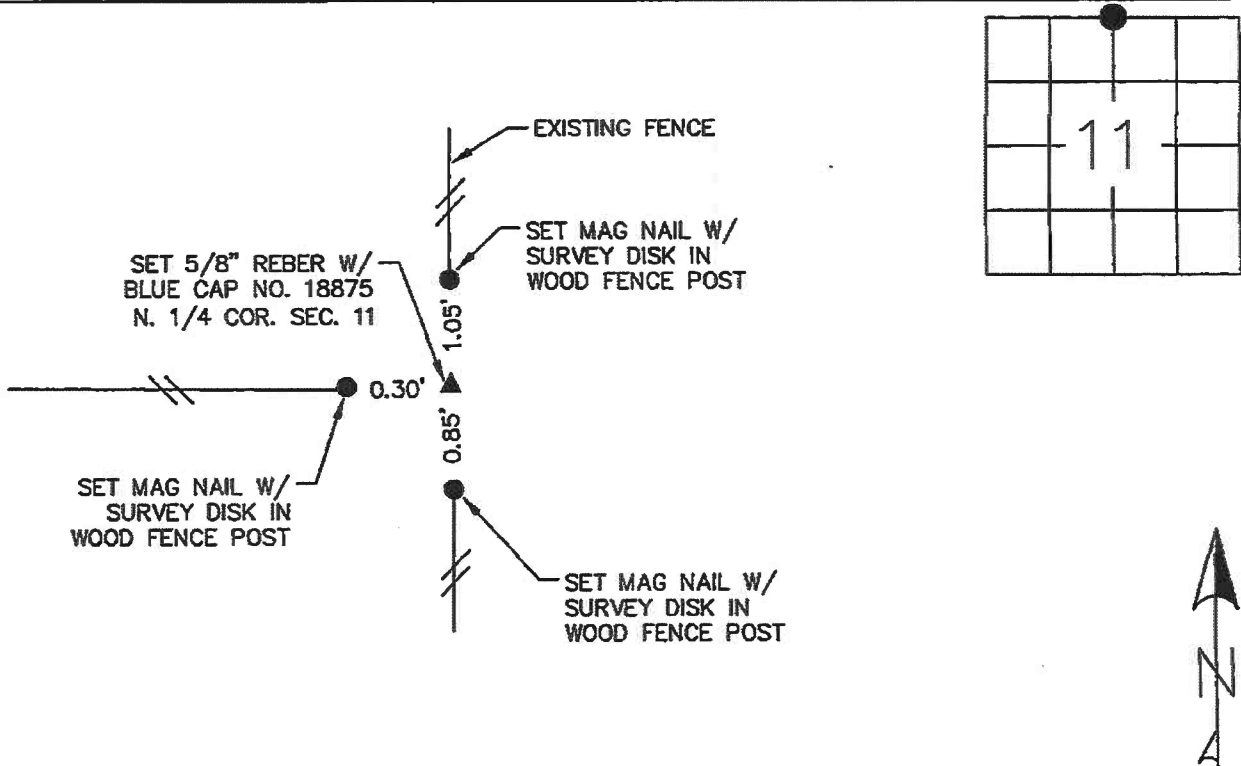 EXISTING FENCE
11
SET MAG NAIL W/
SURVEY DISK IN
WOOD FENCE POST
SET 5/8" REBER W/
BLUE CAP NO. 18875
N. 1/4 COR. SEC. 11
1.05'
0.30'
0.85'
SET MAG NAIL W/
SURVEY DISK IN
WOOD FENCE POST
SET MAG NAIL W/
SURVEY DISK IN
WOOD FENCE POST
N